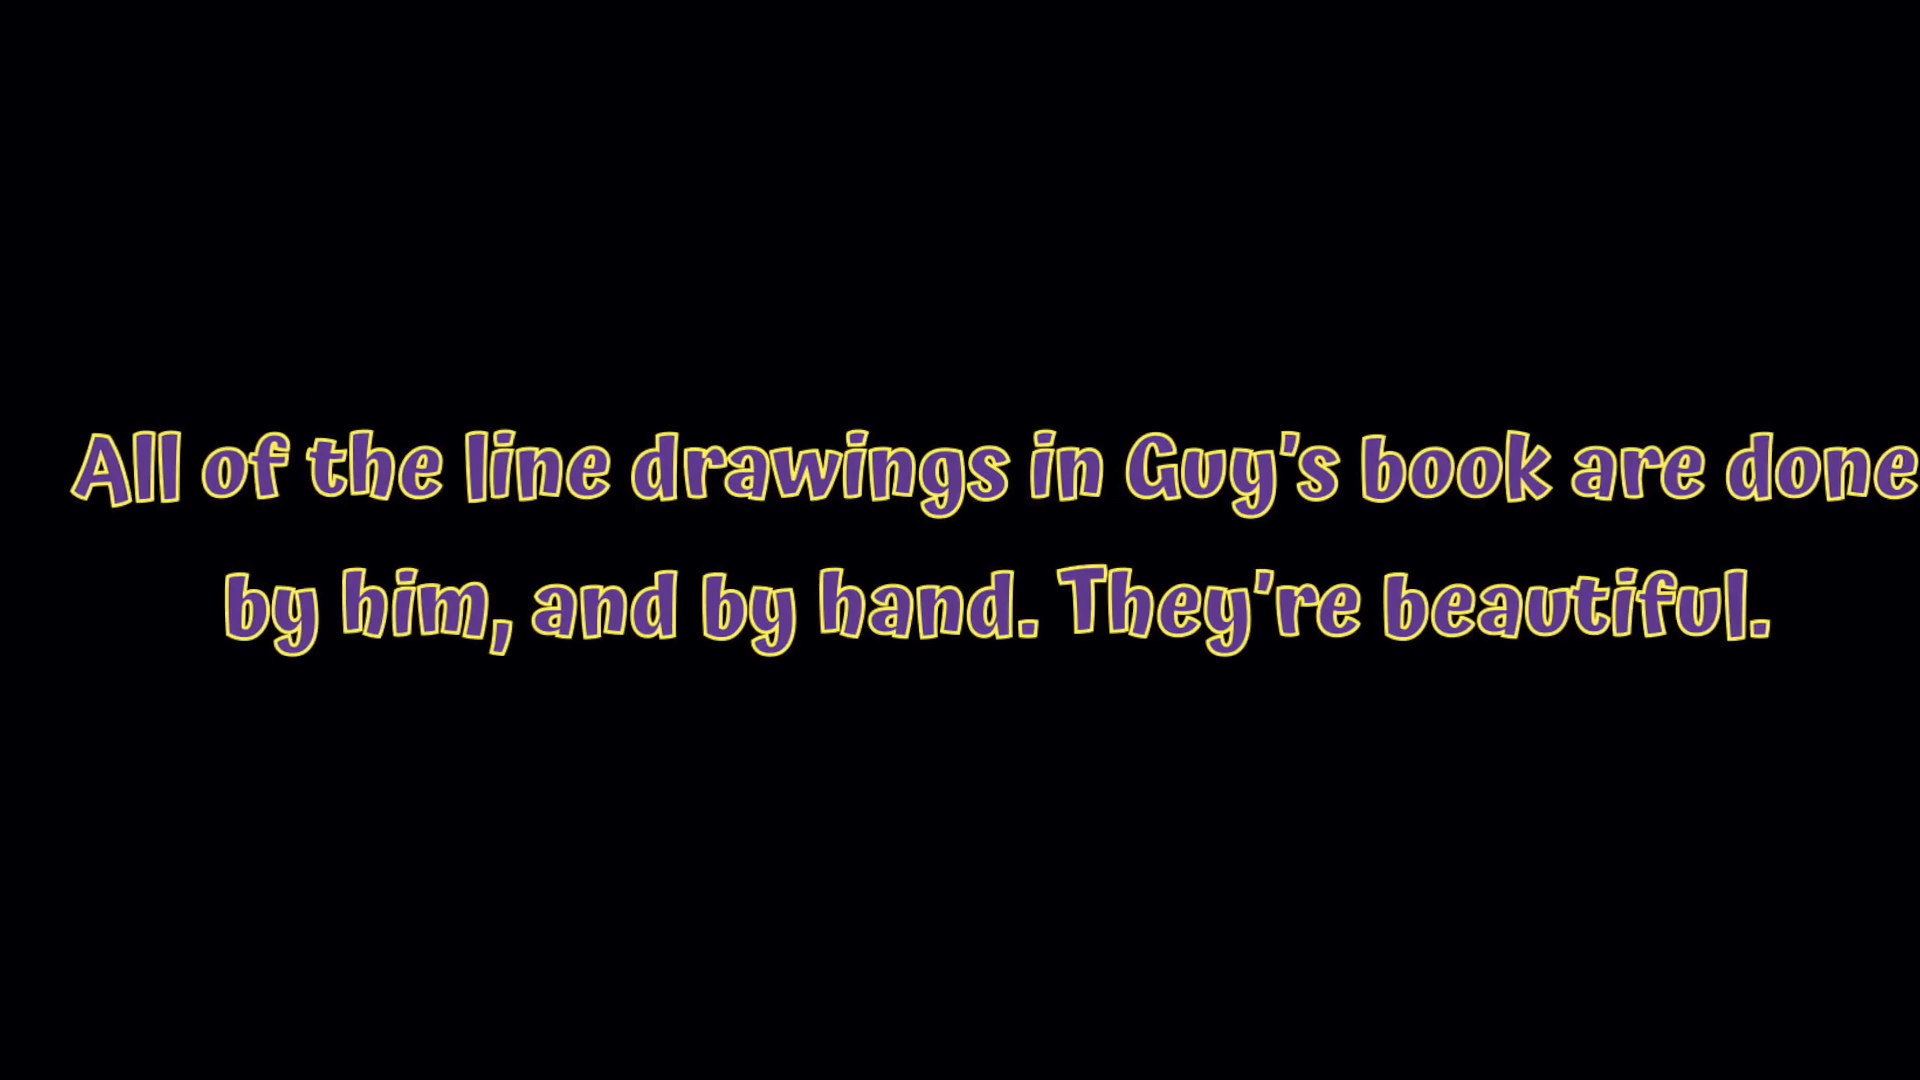 All of the line drawings in Guy's book are done
by him, and by hand. They're beautiful.